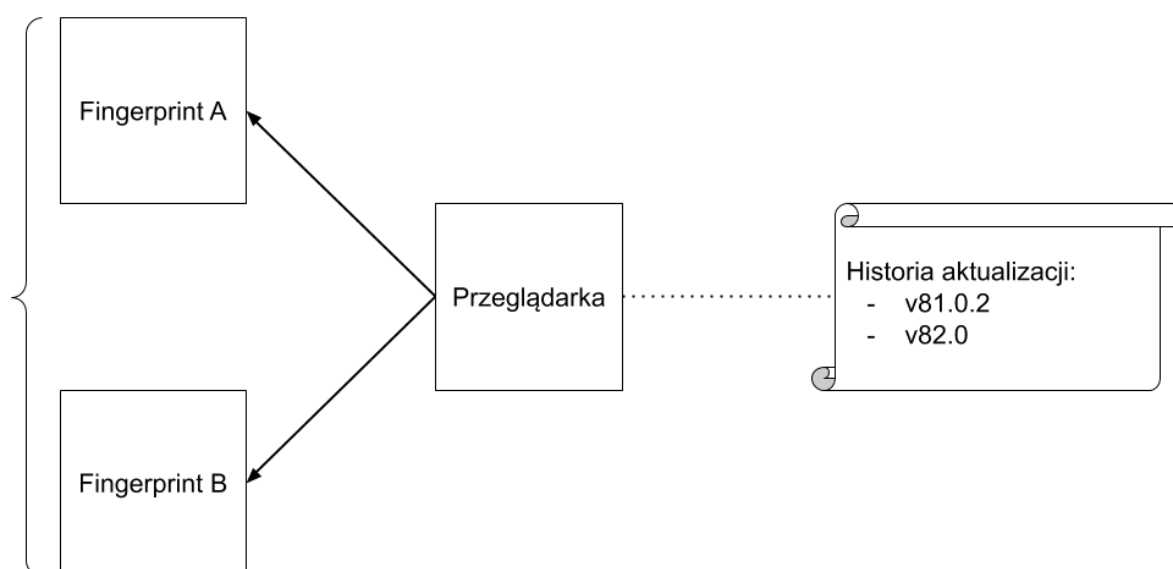 Fingerprint A
Przeglądarka
Historia aktualizacji:
- v81.0.2
- v82.0
Fingerprint B